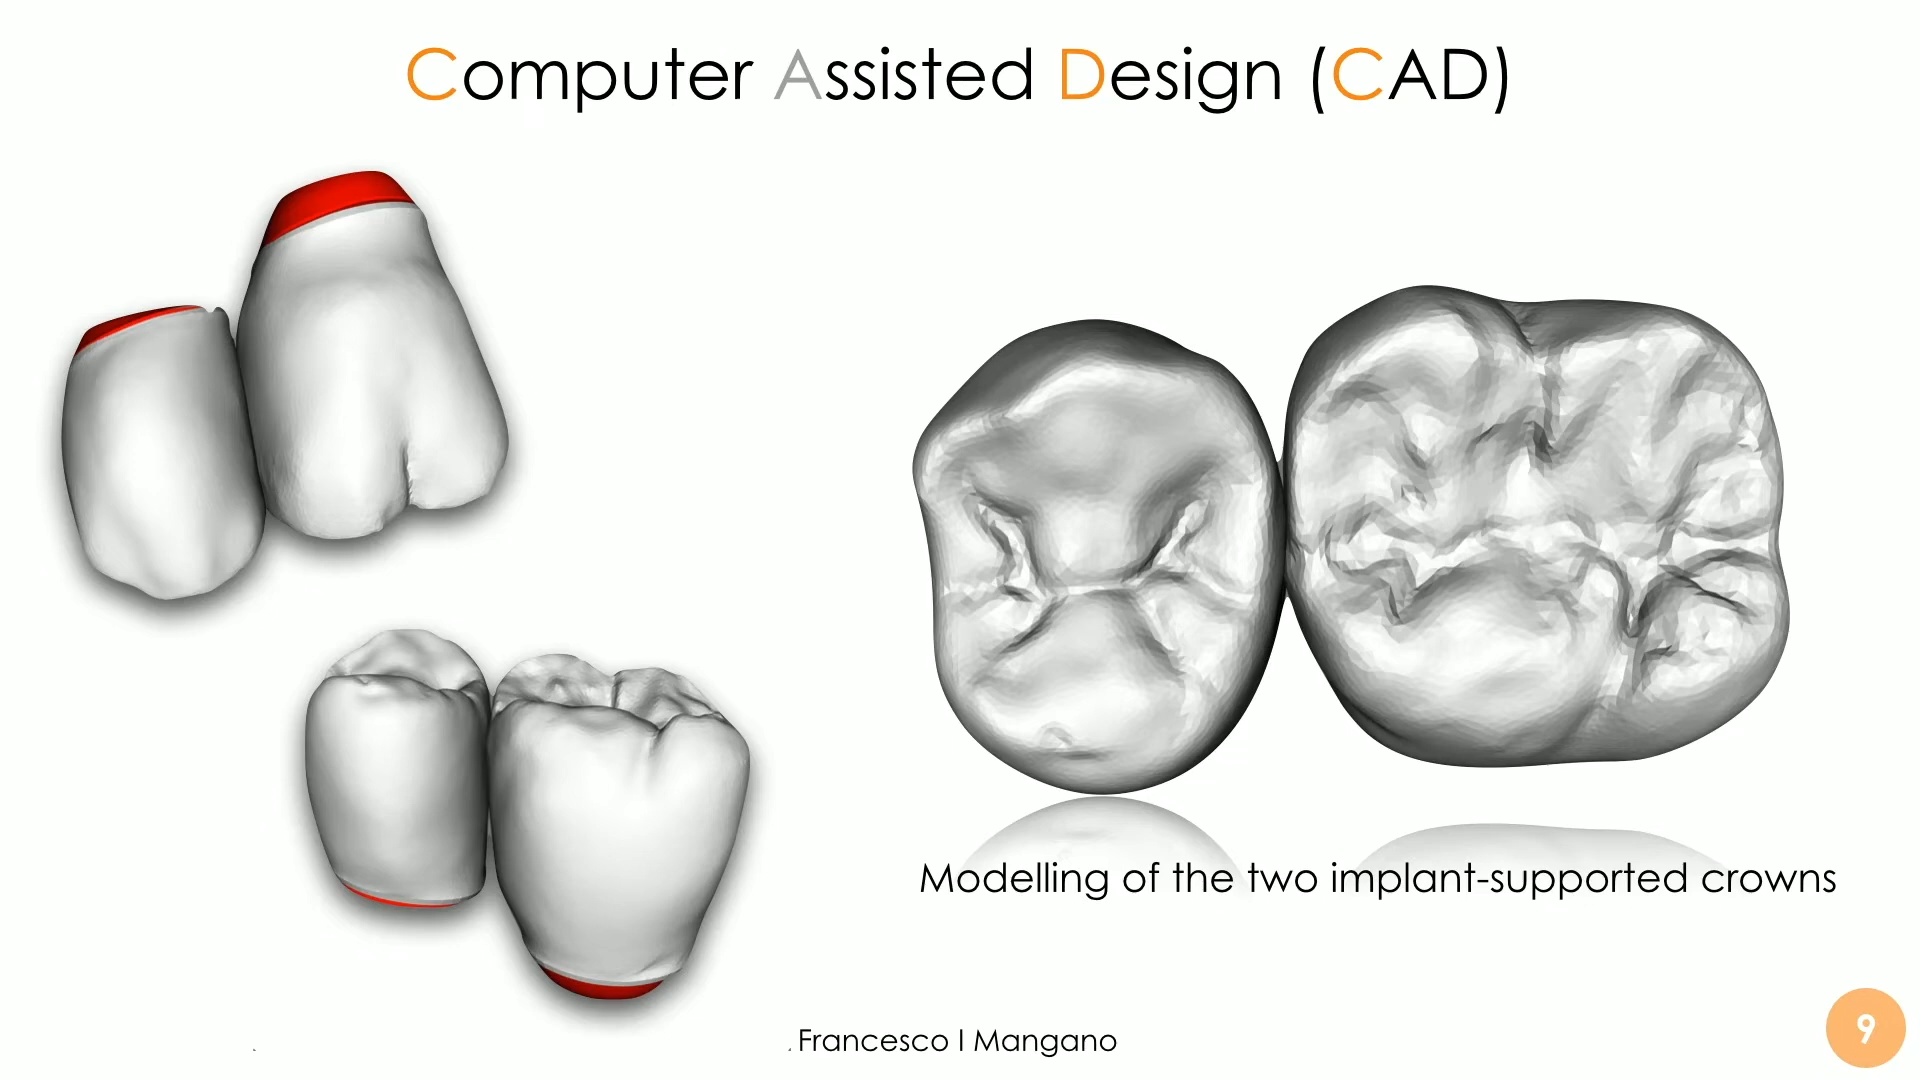 Computer Assisted Design (CAD)
Modelling of the two implant-supported crowns
Francesco I Mangano
9